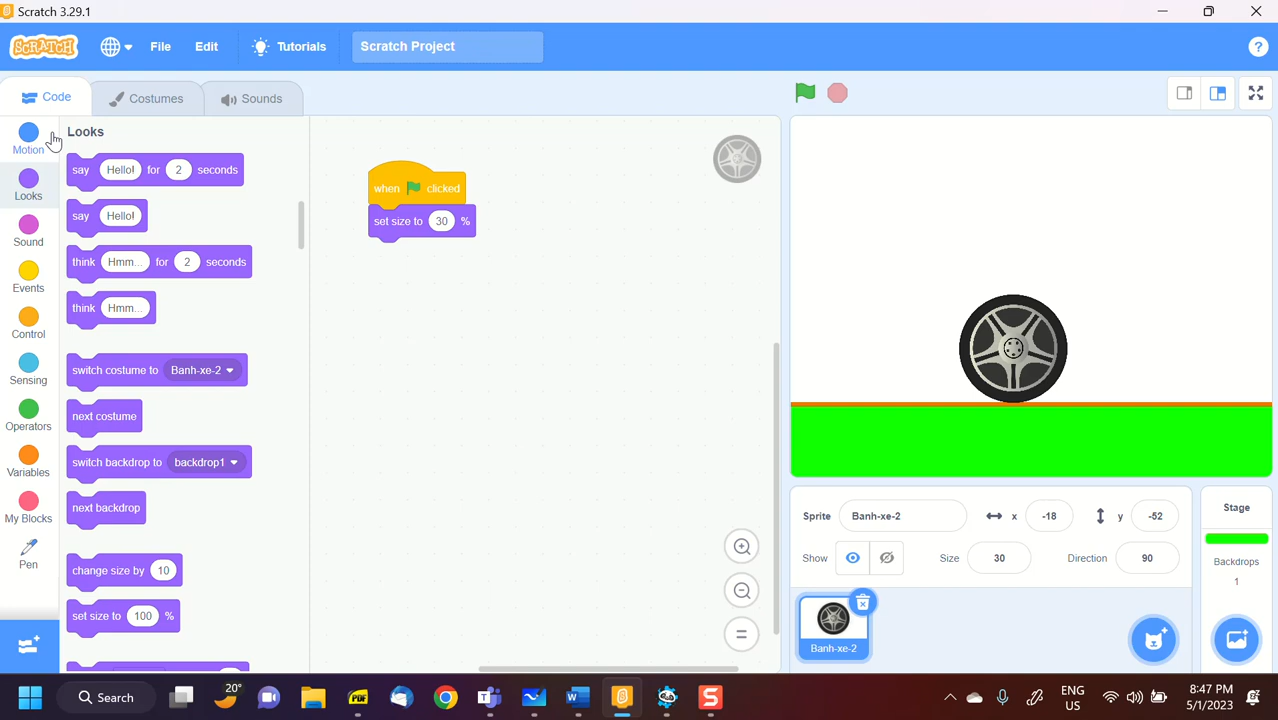 Scratch 3.29.1
SCRATCH File Edit Tutorials Scratch Project ?
Code Costumes Sounds
Motion
Looks
Sound
Events
Control
Sensing
Operators
Variables
My Blocks
Pen
Looks
say Hello! for 2 seconds
say Hello!
think Hmm... for 2 seconds
think Hmm...
switch costume to Banh-xe-2
next costume
switch backdrop to backdrop1
next backdrop
change size by 10
set size to 100 %
when clicked
set size to 30 %
Sprite Banh-xe-2 x -18 y -52
Show Size 30 Direction 90
Banh-xe-2
Stage
Backdrops
1
Search 20° PDF S ENG US 8:47 PM 5/1/2023